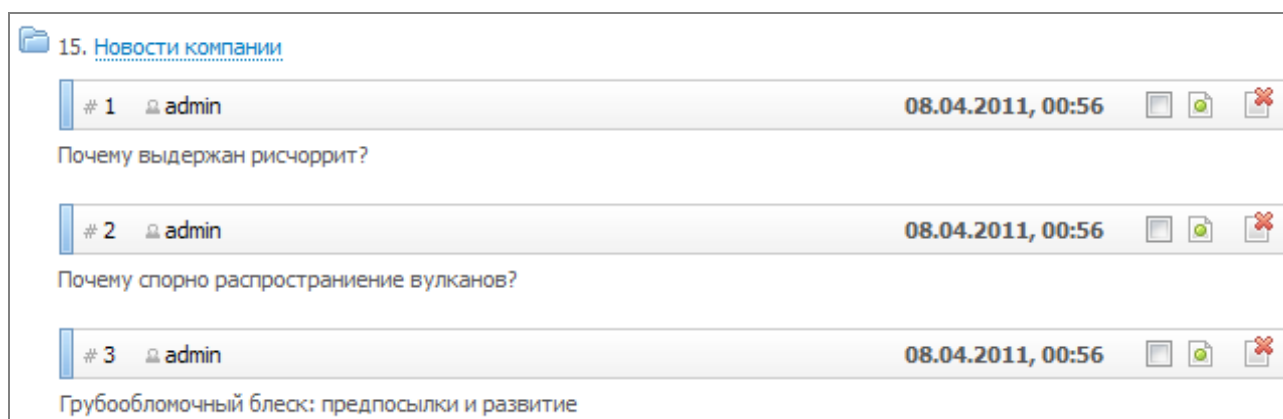 15. Новости компании
# 1 admin 08.04.2011, 00:56
Почему выдержан рисчоррит?
# 2 admin 08.04.2011, 00:56
Почему спорно распространиение вулканов?
# 3 admin 08.04.2011, 00:56
Грубообломочный блеск: предпосылки и развитие